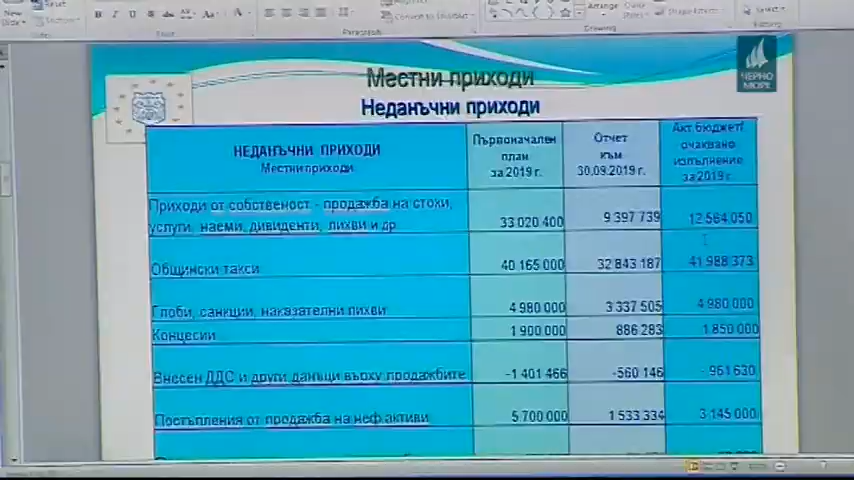 Местни приходи
Неданъчни приходи
ЧЕРНО
МОРЕ
НЕДАНЪЧНИ ПРИХОДИ
Местни приходи
Първоначален
план
за 2019 г.
Отчет
към
30.09.2019 г.
Акт.бюджет/
очаквано
изпълнение
за 2019 г.
Приходи от собственост - продажба на стоки,
услуги, наеми, дивиденти, лихви и др. 33 020 400 9 397 739 12 564 050
Общински такси 40 165 000 32 843 187 41 988 373
Глоби, санкции, наказателни лихви 4 980 000 3 337 505 4 980 000
Концесии 1 900 000 886 283 1 850 000
Внесен ДДС и други данъци върху продажбите -1 401 466 -560 146 - 961 630
Постъпления от продажба на неф.активи 5 700 000 1 533 334 3 145 000
Paragraph
Drawing
Editing
Arrange